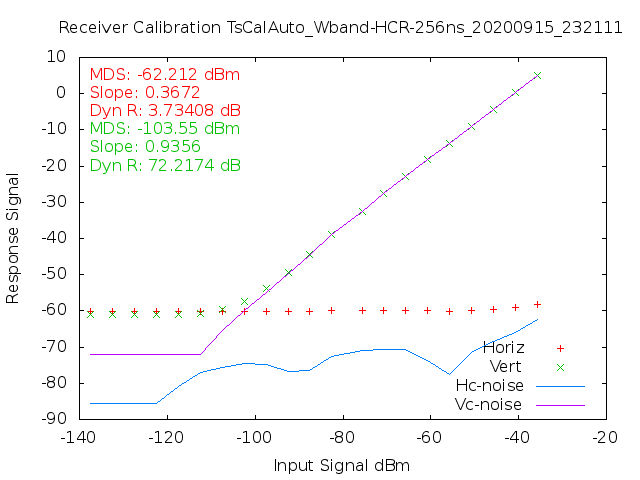 Receiver Calibration TsCalAuto_Wband-HCR-256ns_20200915_232111
10
0
-10
-20
-30
-40
-50
-60
-70
-80
-90
Response Signal
MDS: -62.212 dBm
Slope: 0.3672
Dyn R: 3.73408 dB
MDS: -103.55 dBm
Slope: 0.9356
Dyn R: 72.2174 dB
Horiz
Vert
Hc-noise
Vc-noise
-140 -120 -100 -80 -60 -40 -20
Input Signal dBm